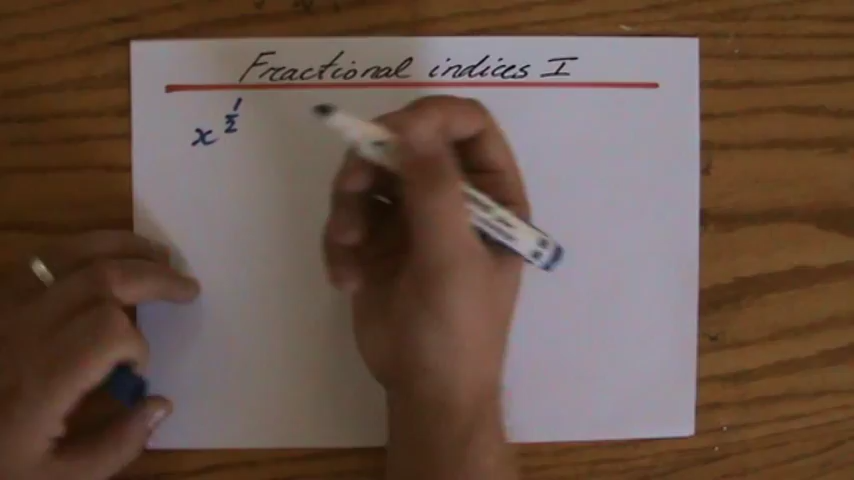 Fractional indices I
x^{1/2}